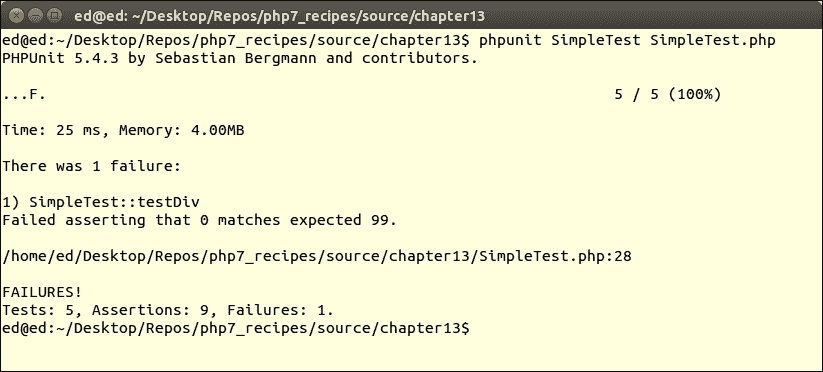 ed@ed: ~/Desktop/Repos/php7_recipes/source/chapter13
ed@ed:~/Desktop/Repos/php7_recipes/source/chapter13$ phpunit SimpleTest SimpleTest.php
PHPUnit 5.4.3 by Sebastian Bergmann and contributors.
...F. 5 / 5 (100%)
Time: 25 ms, Memory: 4.00MB
There was 1 failure:
1) SimpleTest::testDiv
Failed asserting that 0 matches expected 99.
/home/ed/Desktop/Repos/php7_recipes/source/chapter13/SimpleTest.php:28
FAILURES!
Tests: 5, Assertions: 9, Failures: 1.
ed@ed:~/Desktop/Repos/php7_recipes/source/chapter13$